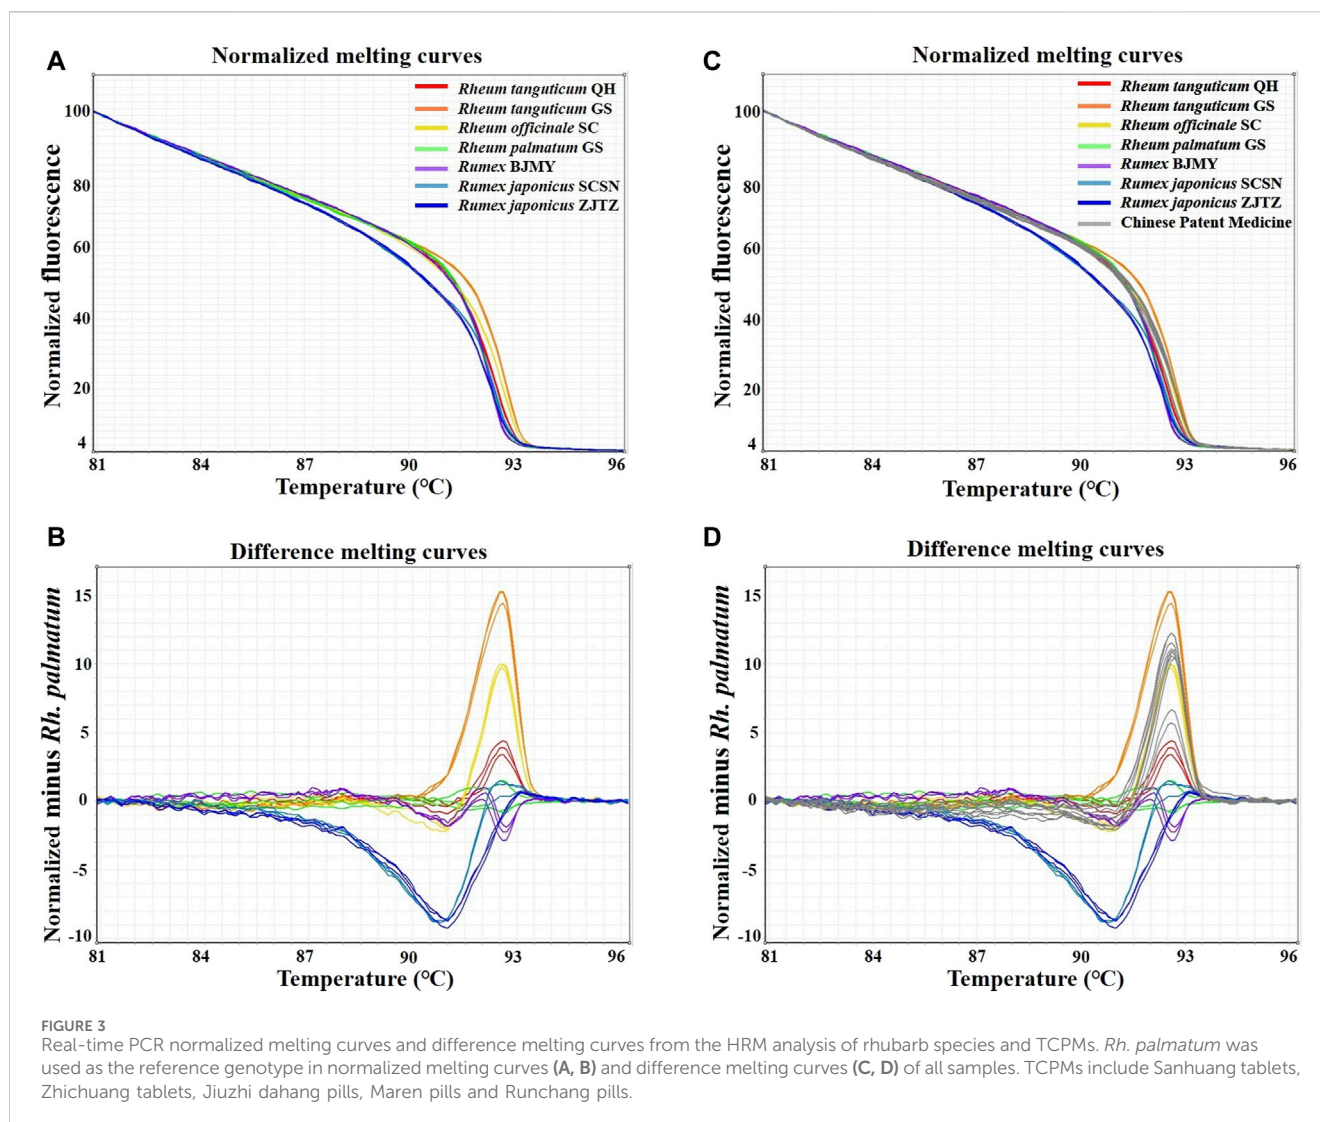 A
Normalized melting curves
Normalized fluorescence
100
80
60
40
20
4
Rheum tanguticum QH
Rheum tanguticum GS
Rheum officinale SC
Rheum palmatum GS
Rumex BJMY
Rumex japonicus SCSN
Rumex japonicus ZJTZ
81 84 87 90 93 96
Temperature (°C)
C
Normalized melting curves
Normalized fluorescence
100
80
60
40
20
4
Rheum tanguticum QH
Rheum tanguticum GS
Rheum officinale SC
Rheum palmatum GS
Rumex BJMY
Rumex japonicus SCSN
Rumex japonicus ZJTZ
Chinese Patent Medicine
81 84 87 90 93 96
Temperature (°C)
B
Difference melting curves
Normalized minus Rh. palmatum
15
10
5
0
-5
-10
81 84 87 90 93 96
Temperature (°C)
D
Difference melting curves
Normalized minus Rh. palmatum
15
10
5
0
-5
-10
81 84 87 90 93 96
Temperature (°C)
FIGURE 3
Real-time PCR normalized melting curves and difference melting curves from the HRM analysis of rhubarb species and TCPMs. Rh. palmatum was
used as the reference genotype in normalized melting curves (A, B) and difference melting curves (C, D) of all samples. TCPMs include Sanhuang tablets,
Zhichuang tablets, Jiuzhi dahang pills, Maren pills and Runchang pills.